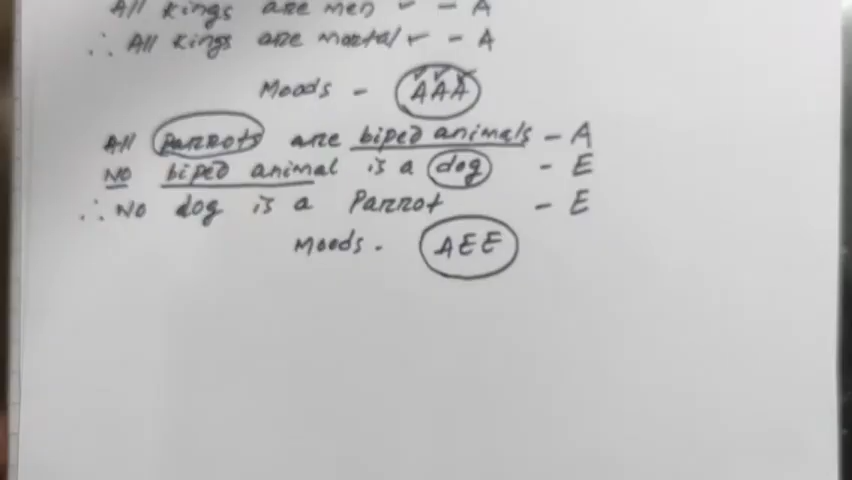 All kings are men ✓ - A
∴ All kings are mortal ✓ - A
Moods - AAA
All parrots are biped animals - A
No biped animal is a dog - E
∴ No dog is a Parrot - E
Moods - AEE